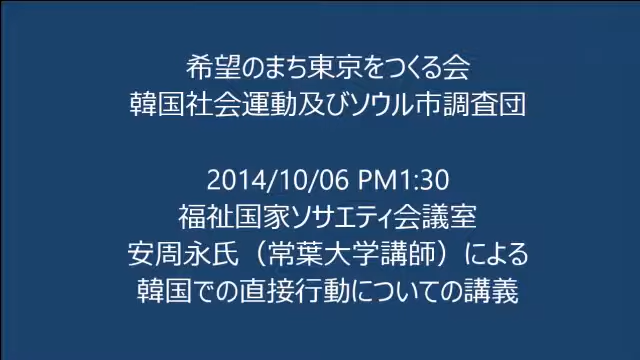 希望のまち東京をつくる会
韓国社会運動及びソウル市調査団
2014/10/06 PM1:30
福祉国家ソサエティ会議室
安周永氏（常葉大学講師）による
韓国での直接行動についての講義